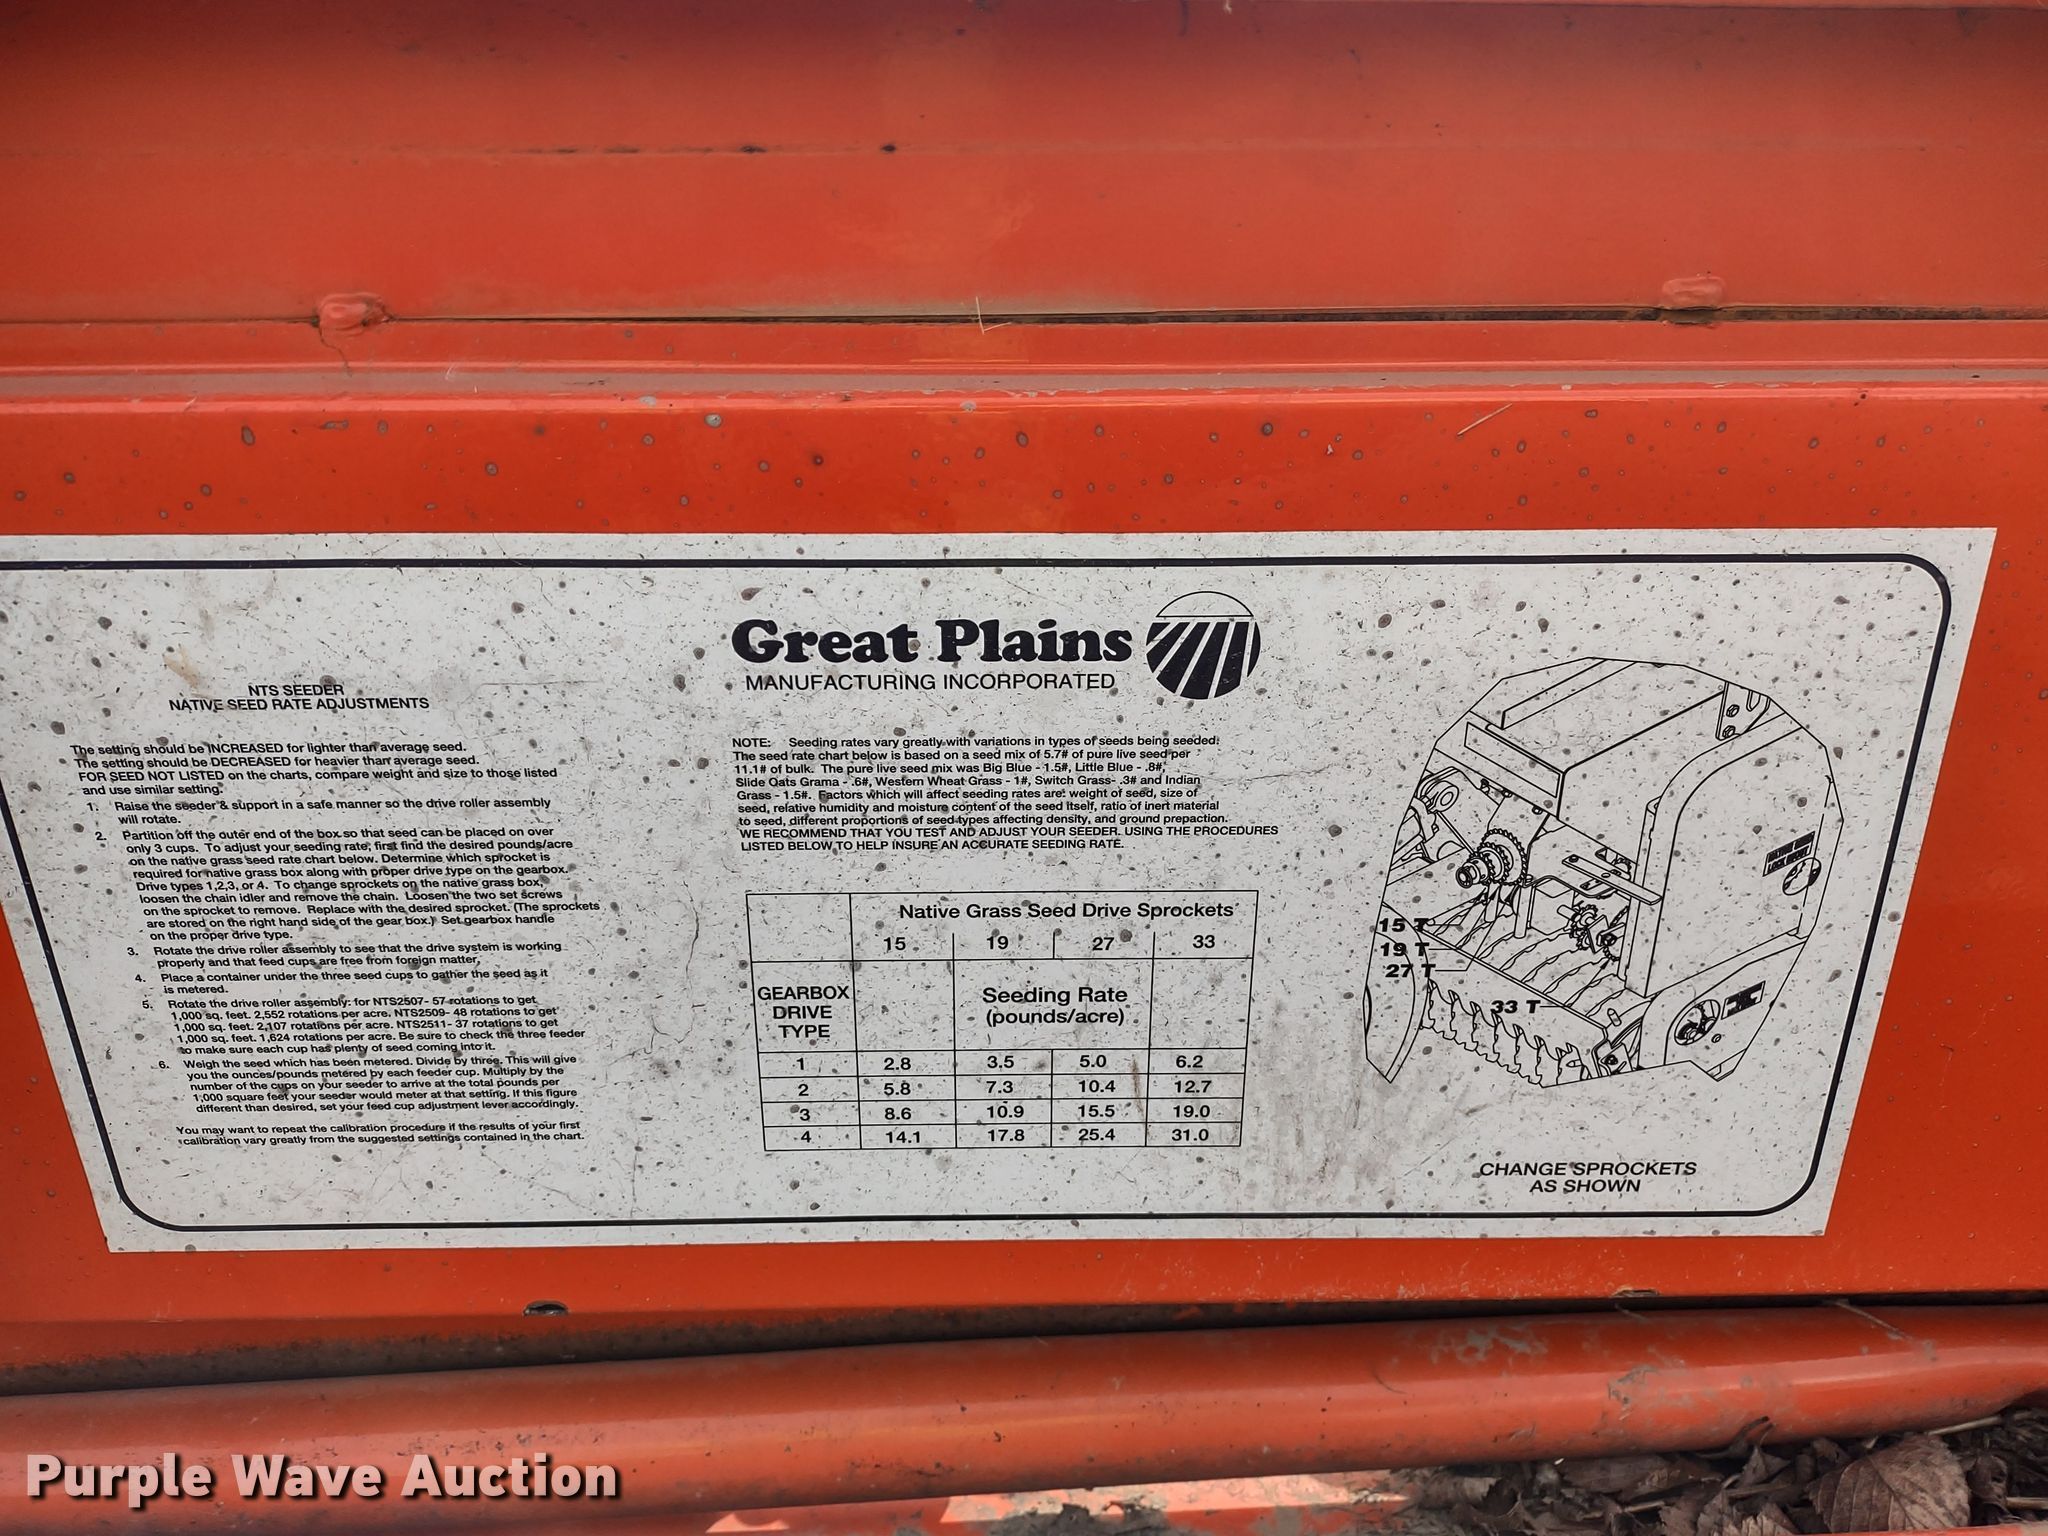 Great Plains
MANUFACTURING INCORPORATED
NTS SEEDER
NATIVE SEED RATE ADJUSTMENTS
The setting should be INCREASED for lighter than average seed.
The setting should be DECREASED for heavier than average seed.
FOR SEED NOT LISTED on the charts, compare weight and size to those listed
and use similar setting.
1. Raise the seeder & support in a safe manner so the drive roller assembly
will rotate.
2. Partition off the outer end of the box so that seed can be placed on over
only 3 cups. To adjust your seeding rate, first find the desired pounds/acre
on the native grass seed rate chart below. Determine which sprocket is
required for native grass box along with proper drive type on the gearbox.
Drive types 1,2,3, or 4. To change sprockets on the native grass box,
loosen the chain idler and remove the chain. Loosen the two set screws
on the sprocket to remove. Replace with the desired sprocket. (The sprockets
are stored on the right hand side of the gear box.) Set gearbox handle
on the proper drive type.
3. Rotate the drive roller assembly to see that the drive system is working
properly and that feed cups are free from foreign matter.
4. Place a container under the three seed cups to gather the seed as it
is metered.
5. Rotate the drive roller assembly: for NTS2507- 57 rotations to get
1,000 sq. feet. 2,552 rotations per acre. NTS2509- 48 rotations to get
1,000 sq. feet. 2,107 rotations per acre. NTS2511- 37 rotations to get
1,000 sq. feet. 1,624 rotations per acre. Be sure to check the three feeder
to make sure each cup has plenty of seed coming into it.
6. Weigh the seed which has been metered. Divide by three. This will give
you the ounces/pounds metered by each feeder cup. Multiply by the
number of the cups on your seeder to arrive at the total pounds per
1,000 square feet your seeder would meter at that setting. If this figure
different than desired, set your feed cup adjustment lever accordingly.
You may want to repeat the calibration procedure if the results of your first
calibration vary greatly from the suggested settings contained in the chart.
NOTE: Seeding rates vary greatly with variations in types of seeds being seeded.
The seed rate chart below is based on a seed mix of 5.7# of pure live seed per
11.1# of bulk. The pure live seed mix was Big Blue - 1.5#, Little Blue - .8#,
Slide Oats Grama - .6#, Western Wheat Grass - 1#, Switch Grass- .3# and Indian
Grass - 1.5#. Factors which will affect seeding rates are: weight of seed, size of
seed, relative humidity and moisture content of the seed itself, ratio of inert material
to seed, different proportions of seed types affecting density, and ground prepaction.
WE RECOMMEND THAT YOU TEST AND ADJUST YOUR SEEDER. USING THE PROCEDURES
LISTED BELOW TO HELP INSURE AN ACCURATE SEEDING RATE.
Native Grass Seed Drive Sprockets
15 19 27 33
GEARBOX
DRIVE
TYPE
Seeding Rate
(pounds/acre)
1 2.8 3.5 5.0 6.2
2 5.8 7.3 10.4 12.7
3 8.6 10.9 15.5 19.0
4 14.1 17.8 25.4 31.0
15 T
19 T
27 T
33 T
CHANGE SPROCKETS
AS SHOWN
Purple Wave Auction